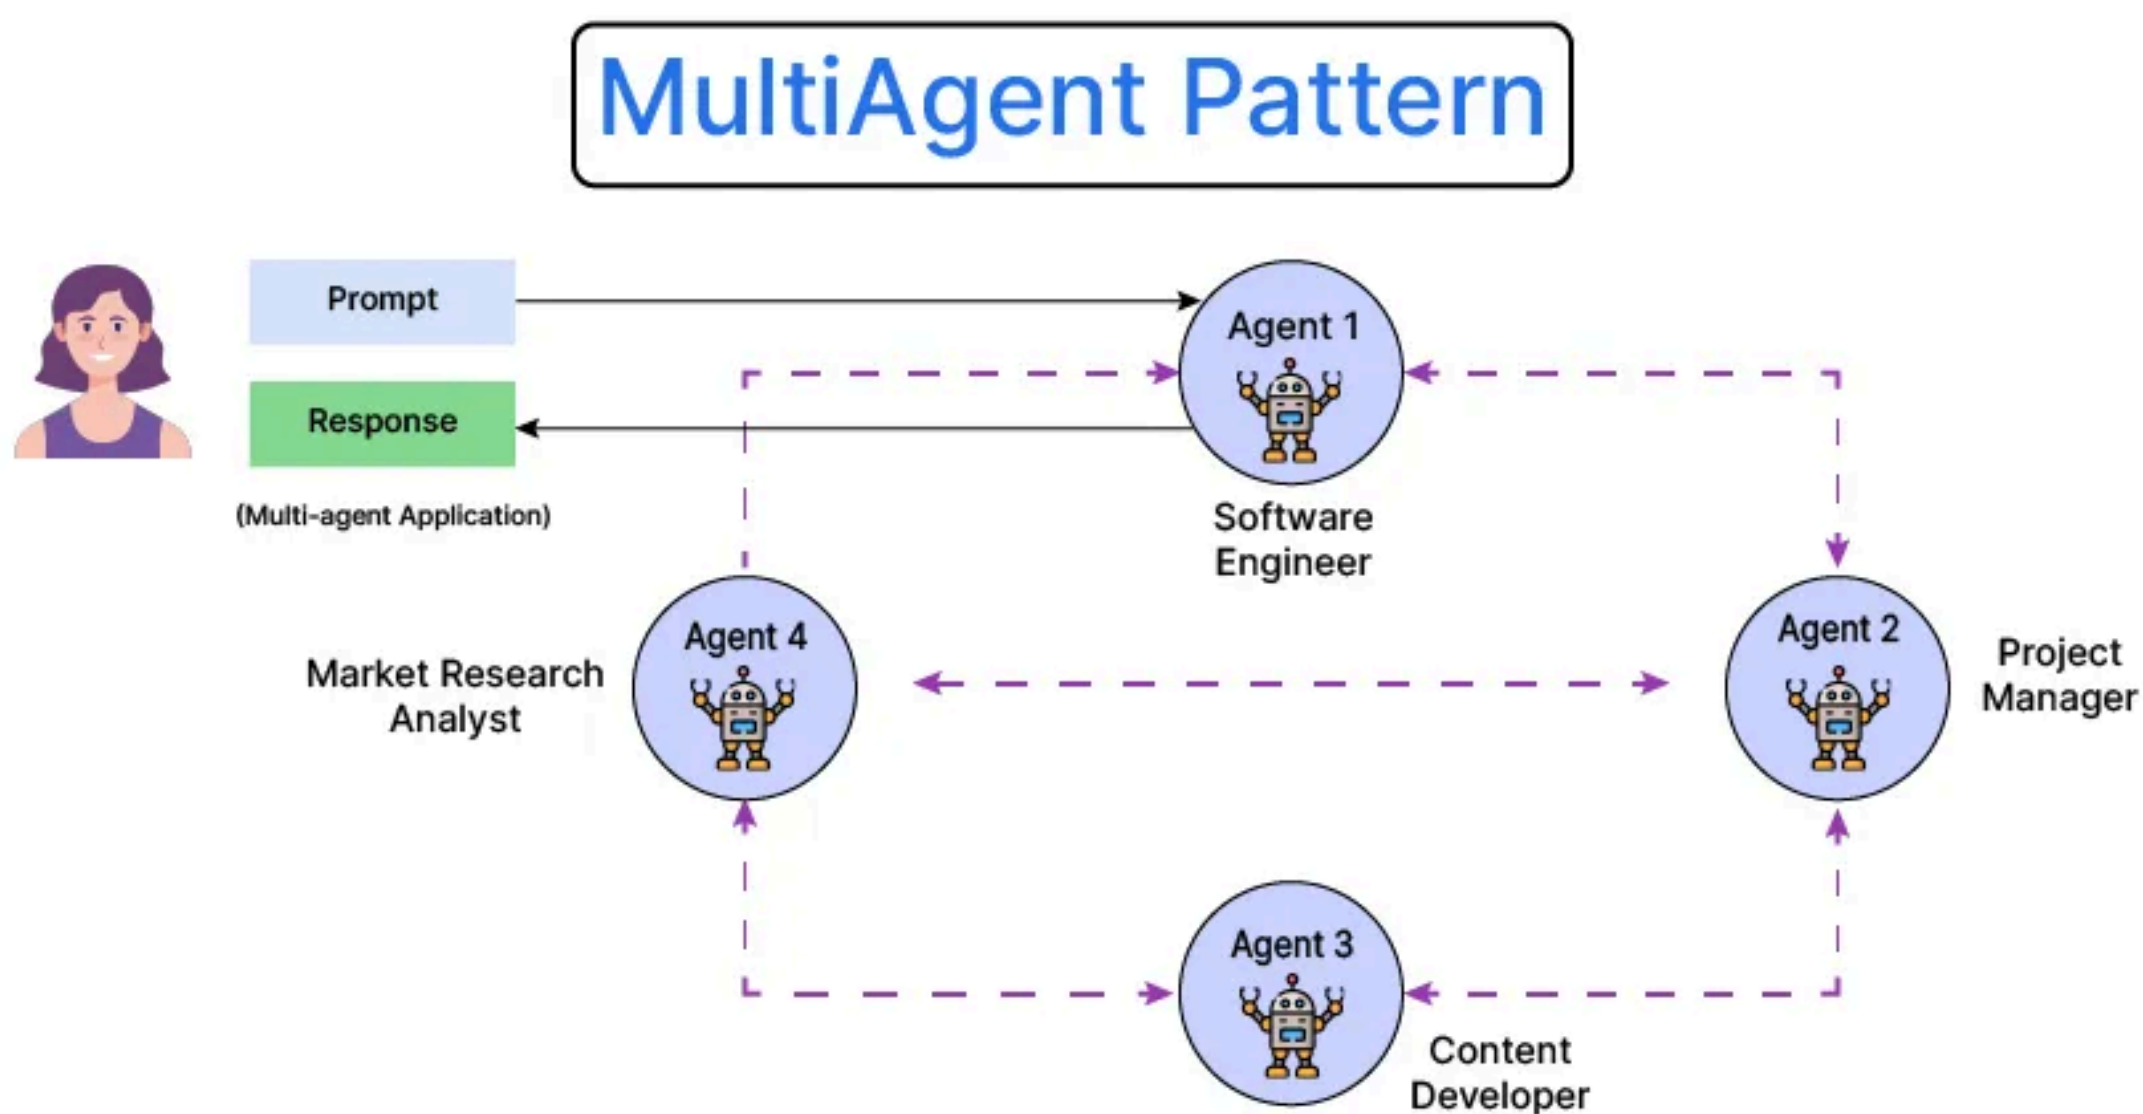 MultiAgent Pattern
Prompt
Response
(Multi-agent Application)
Agent 1
Software
Engineer
Agent 4
Market Research
Analyst
Agent 2
Project
Manager
Agent 3
Content
Developer